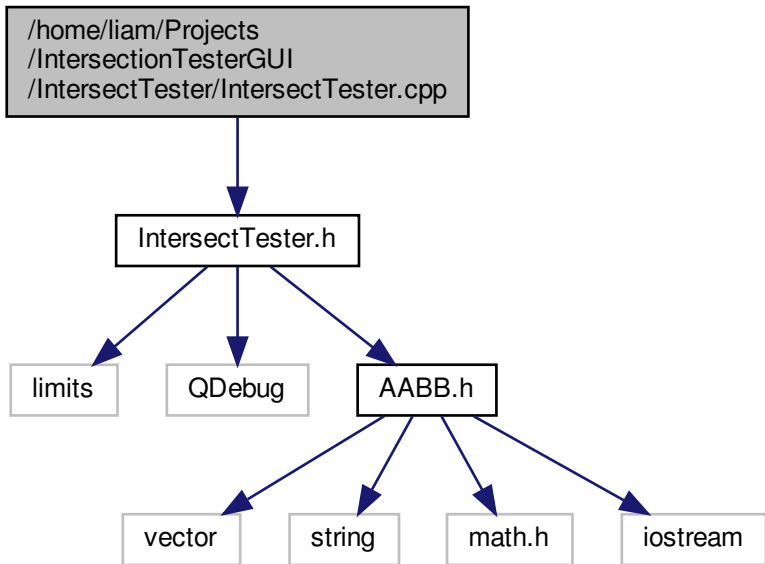 /home/liam/Projects
/IntersectionTesterGUI
/IntersectTester/IntersectTester.cpp
IntersectTester.h
limits
QDebug
AABB.h
vector
string
math.h
iostream